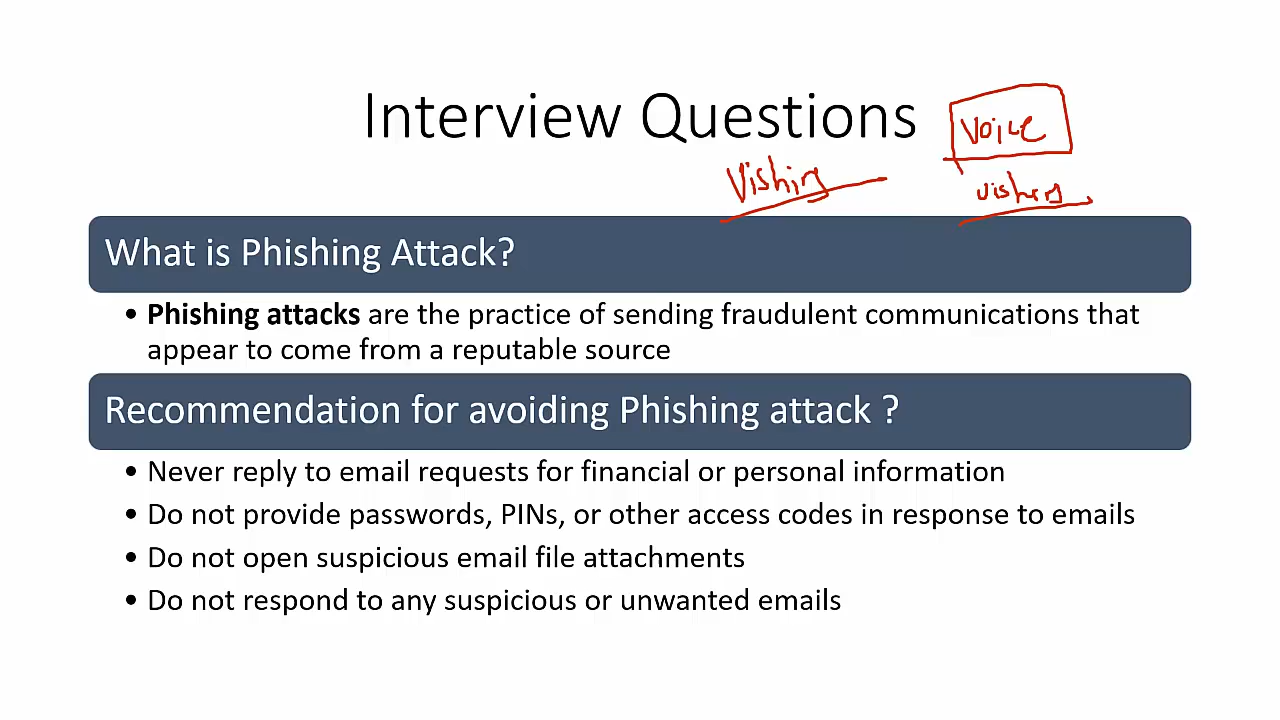 Interview Questions
Voice
Vishing
vishing
What is Phishing Attack?
• Phishing attacks are the practice of sending fraudulent communications that
appear to come from a reputable source
Recommendation for avoiding Phishing attack ?
• Never reply to email requests for financial or personal information
• Do not provide passwords, PINs, or other access codes in response to emails
• Do not open suspicious email file attachments
• Do not respond to any suspicious or unwanted emails